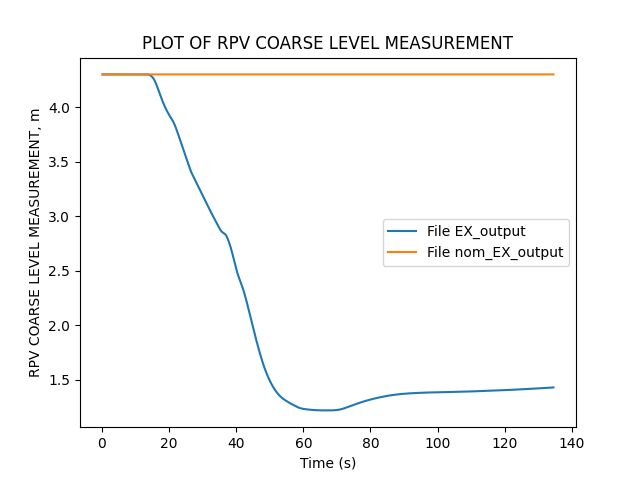 PLOT OF RPV COARSE LEVEL MEASUREMENT
RPV COARSE LEVEL MEASUREMENT, m
4.0
3.5
3.0
2.5
2.0
1.5
File EX_output
File nom_EX_output
0 20 40 60 80 100 120 140
Time (s)